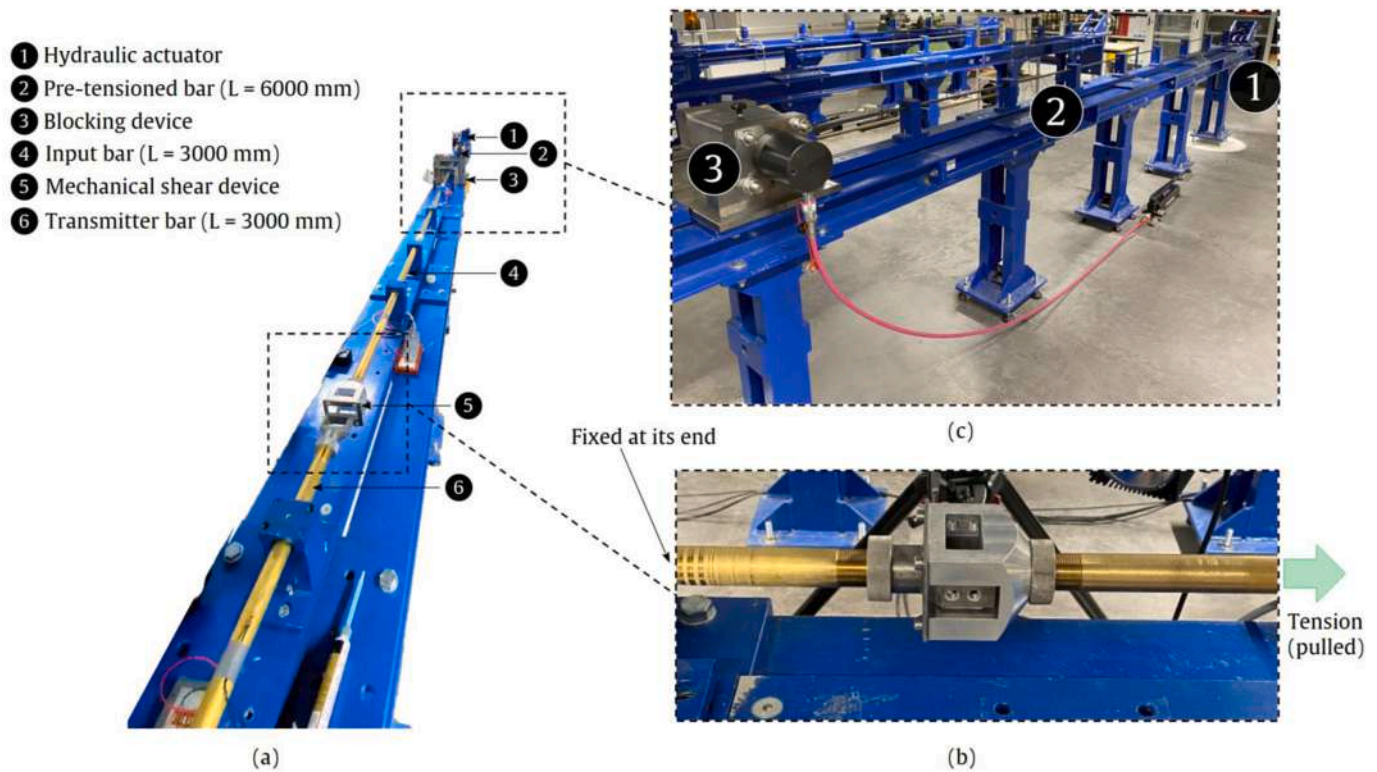 1 Hydraulic actuator
2 Pre-tensioned bar (L = 6000 mm)
3 Blocking device
4 Input bar (L = 3000 mm)
5 Mechanical shear device
6 Transmitter bar (L = 3000 mm)
1
2
3
4
5
6
(a)
3
2
1
(c)
Fixed at its end
Tension
(pulled)
(b)